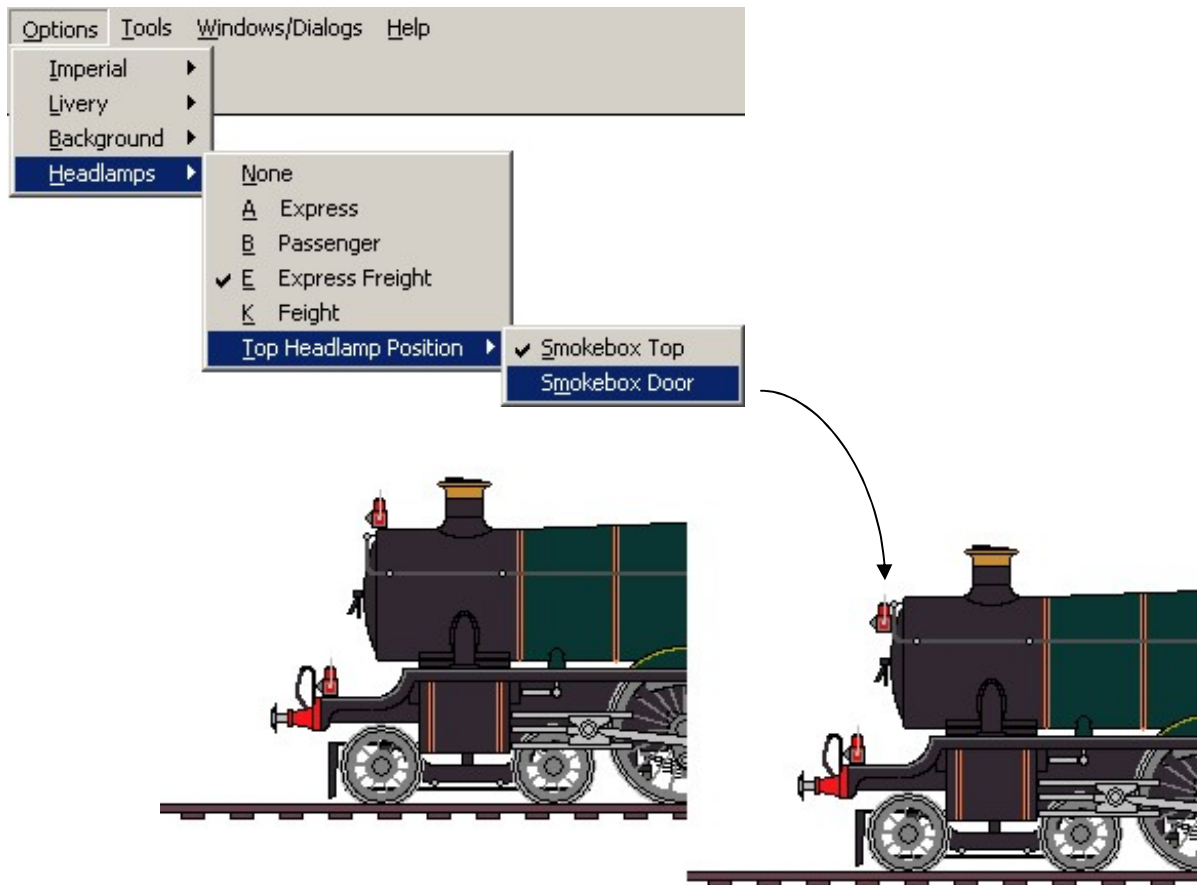 Options Tools Windows/Dialogs Help
Imperial
Livery
Background
Headlamps
None
A Express
B Passenger
E Express Freight
K Feight
Top Headlamp Position
Smokebox Top
Smokebox Door